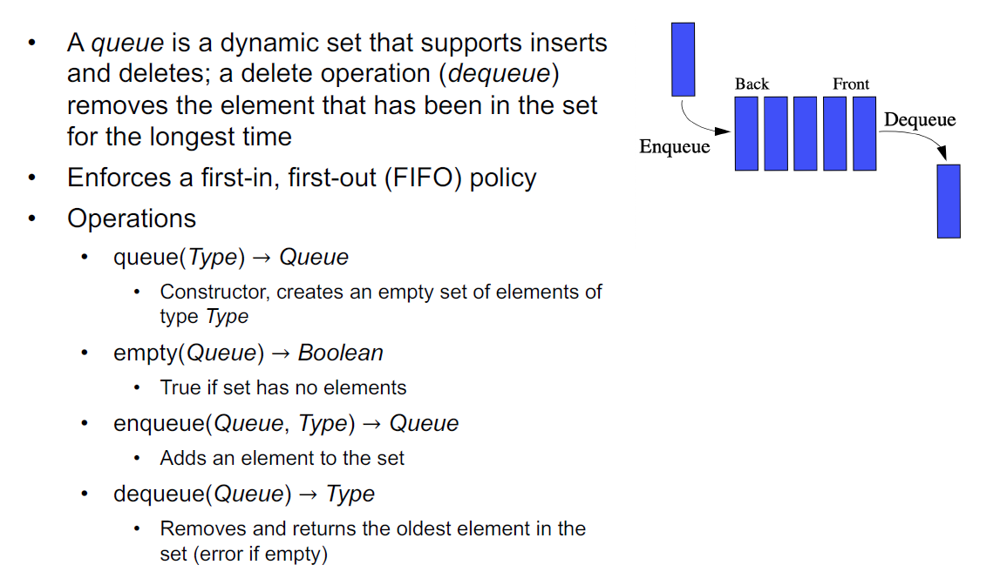 • A queue is a dynamic set that supports inserts
and deletes; a delete operation (dequeue)
removes the element that has been in the set
for the longest time
• Enforces a first-in, first-out (FIFO) policy
• Operations
• queue(Type) → Queue
• Constructor, creates an empty set of elements of
type Type
• empty(Queue) → Boolean
• True if set has no elements
• enqueue(Queue, Type) → Queue
• Adds an element to the set
• dequeue(Queue) → Type
• Removes and returns the oldest element in the
set (error if empty)
Back Front
Dequeue
Enqueue